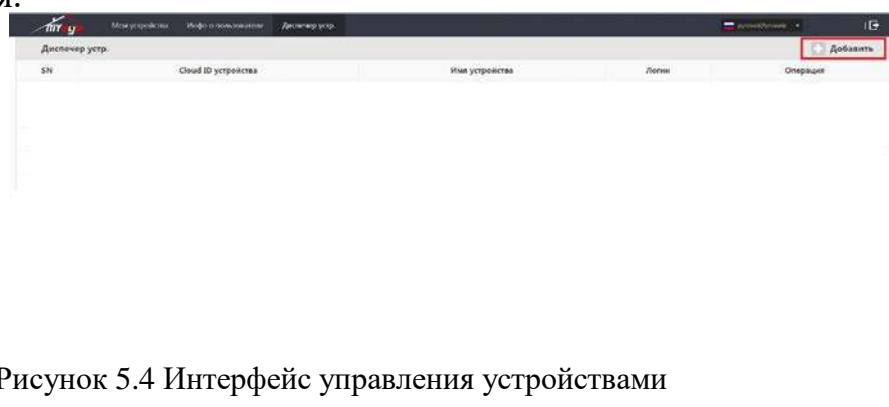 и.
Мои устройства Инфо о пользователе Диспечер устр.
Диспечер устр. Добавить
SN Cloud ID устройства Имя устройства Логин Операция
Рисунок 5.4 Интерфейс управления устройствами